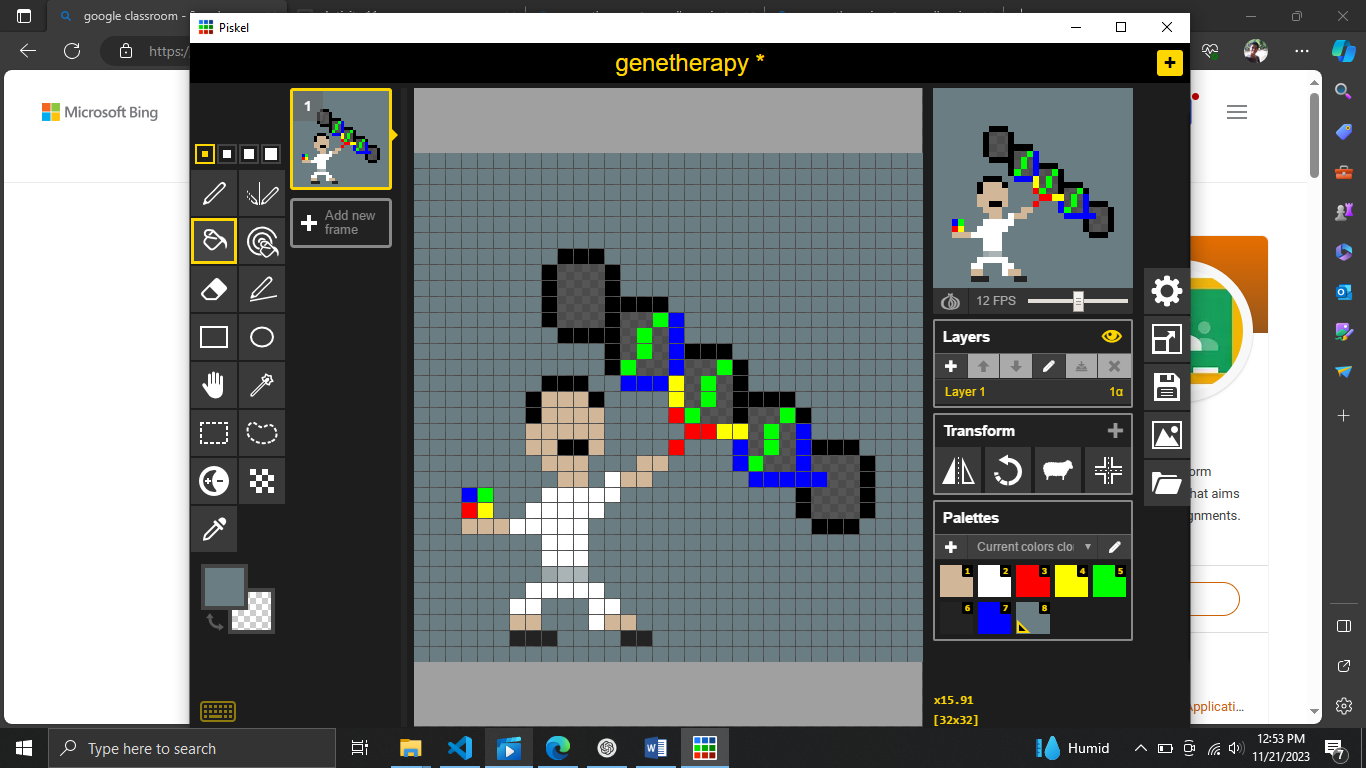 google classroom - S
Piskel
https:/
genetherapy *
Microsoft Bing
1
Add new
frame
12 FPS
Layers
Layer 1
1α
Transform
Palettes
Current colors clo
1
2
3
4
5
6
7
8
x15.91
[32x32]
orm
hat aims
gnments.
Applicati...
Type here to search
Humid
12:53 PM
11/21/2023
7